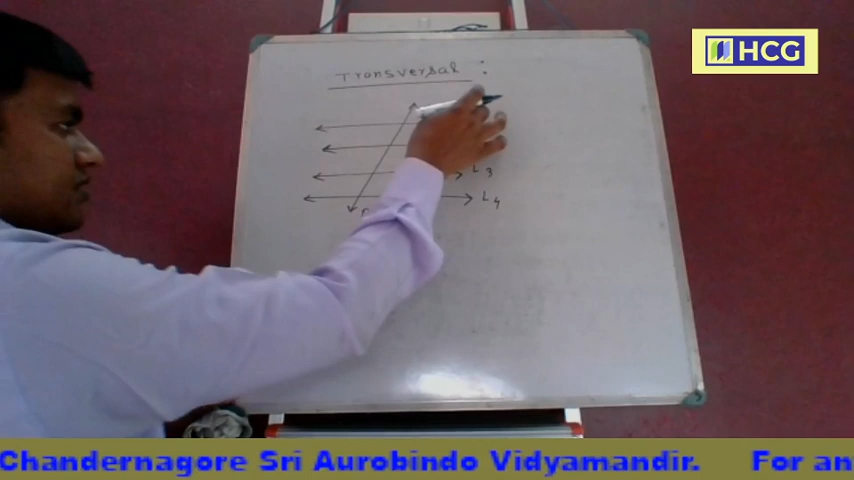 HCG
Transversal :
L3
L4
Chandernagore Sri Aurobindo Vidyamandir. For an